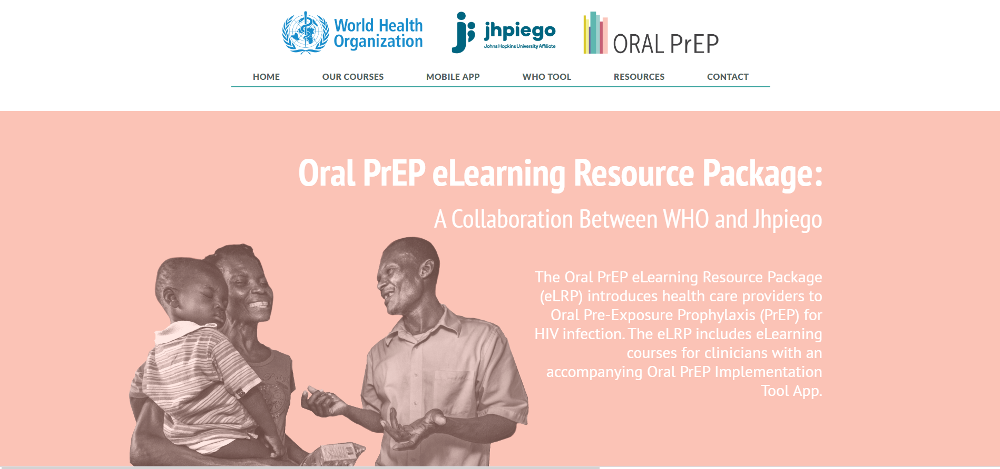 World Health
Organization
jhpiego
Johns Hopkins University Affiliate
ORAL PrEP
HOME
OUR COURSES
MOBILE APP
WHO TOOL
RESOURCES
CONTACT
Oral PrEP eLearning Resource Package:
A Collaboration Between WHO and Jhpiego
The Oral PrEP eLearning Resource Package
(eLRP) introduces health care providers to
Oral Pre-Exposure Prophylaxis (PrEP) for
HIV infection. The eLRP includes eLearning
courses for clinicians with an
accompanying Oral PrEP Implementation
Tool App.